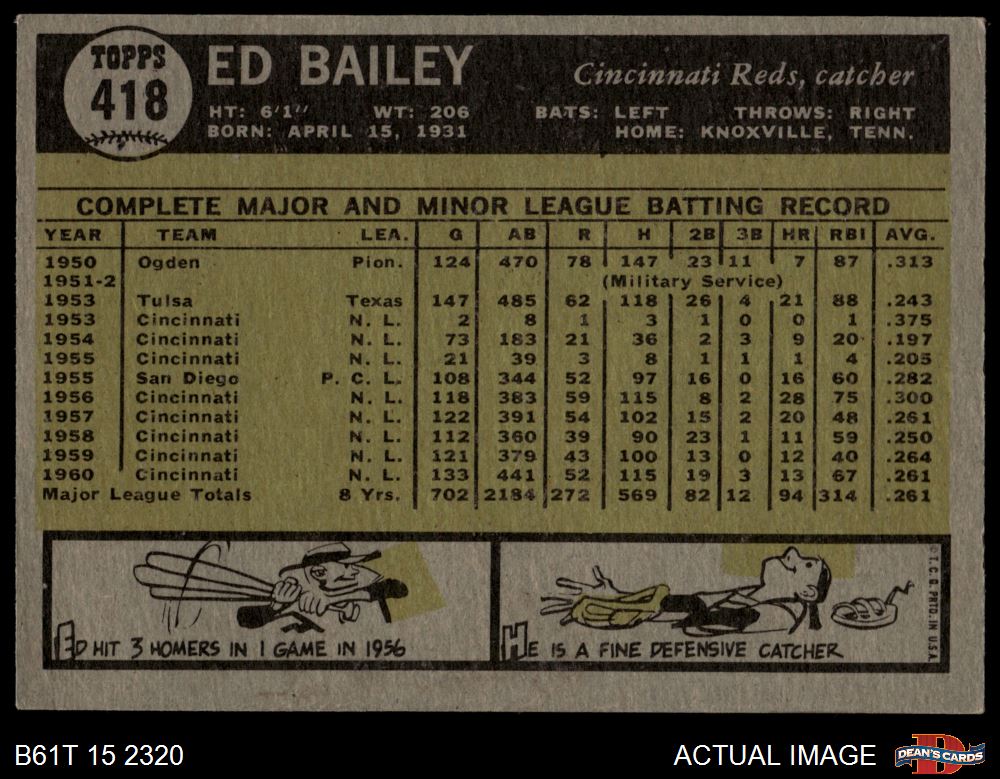 TOPPS
418
ED BAILEY
Cincinnati Reds, catcher
HT: 6'1" WT: 206 BATS: LEFT THROWS: RIGHT
BORN: APRIL 15, 1931 HOME: KNOXVILLE, TENN.
COMPLETE MAJOR AND MINOR LEAGUE BATTING RECORD
YEAR TEAM LEA. G AB R H 2B 3B HR RBI AVG.
1950 Ogden Pion. 124 470 78 147 23 11 7 87 .313
1951-2 (Military Service)
1953 Tulsa Texas 147 485 62 118 26 4 21 88 .243
1953 Cincinnati N. L. 2 8 1 3 1 0 0 1 .375
1954 Cincinnati N. L. 73 183 21 36 2 3 9 20 .197
1955 Cincinnati N. L. 21 39 3 8 1 1 1 4 .205
1955 San Diego P. C. L. 108 344 52 97 16 0 16 60 .282
1956 Cincinnati N. L. 118 383 59 115 8 2 28 75 .300
1957 Cincinnati N. L. 122 391 54 102 15 2 20 48 .261
1958 Cincinnati N. L. 112 360 39 90 23 1 11 59 .250
1959 Cincinnati N. L. 121 379 43 100 13 0 12 40 .264
1960 Cincinnati N. L. 133 441 52 115 19 3 13 67 .261
Major League Totals 8 Yrs. 702 2184 272 569 82 12 94 314 .261
ED HIT 3 HOMERS IN 1 GAME IN 1956
HE IS A FINE DEFENSIVE CATCHER
© T. C. G. PRTD. IN U.S.A.
B61T 15 2320
ACTUAL IMAGE
DEAN'S CARDS